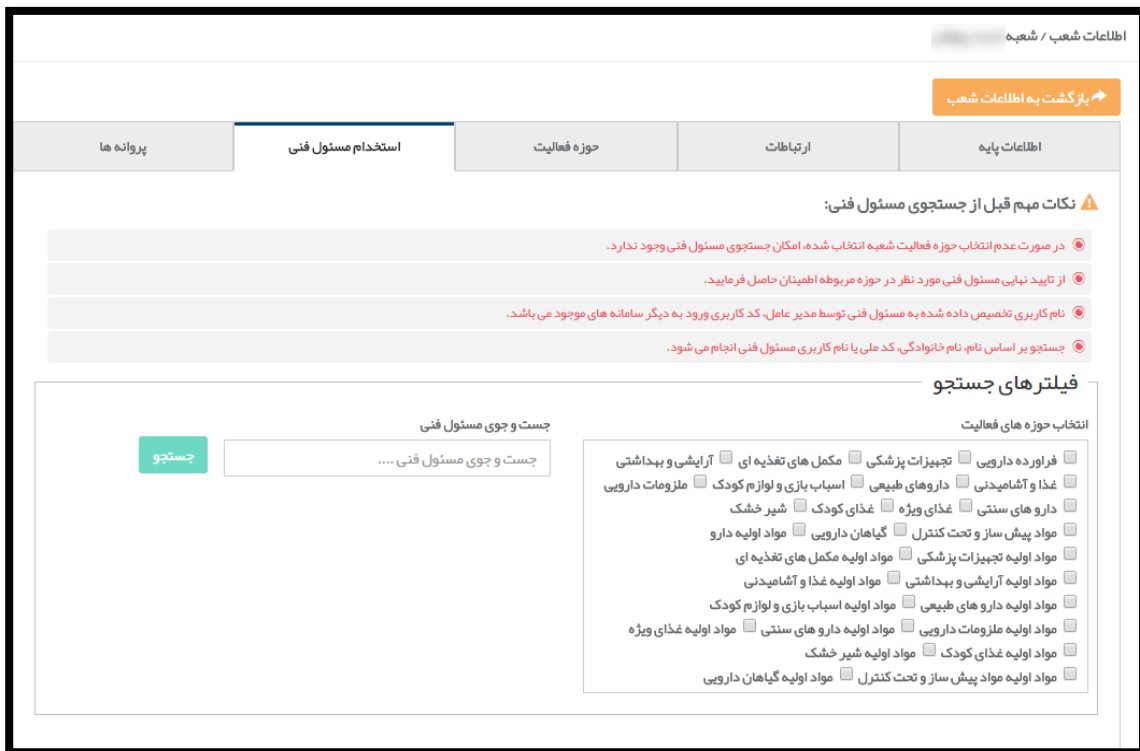 اطلاعات شعب / شعبه
بازگشت به اطلاعات شعب
اطلاعات پایه
ارتباطات
حوزه فعالیت
استخدام مسئول فنی
پروانه ها
نکات مهم قبل از جستجوی مسئول فنی:
در صورت عدم انتخاب حوزه فعالیت شعبه انتخاب شده، امکان جستجوی مسئول فنی وجود ندارد.
از تایید نهایی مسئول فنی مورد نظر در حوزه مربوطه اطمینان حاصل فرمایید.
نام کاربری تخصیص داده شده به مسئول فنی توسط مدیر عامل، کد کاربری ورود به دیگر سامانه های موجود می باشد.
جستجو بر اساس نام، نام خانوادگی، کد ملی یا نام کاربری مسئول فنی انجام می شود.
فیلترهای جستجو
انتخاب حوزه های فعالیت
فراورده دارویی تجهیزات پزشکی مکمل های تغذیه ای آرایشی و بهداشتی
غذا و آشامیدنی داروهای طبیعی اسباب بازی و لوازم کودک ملزومات دارویی
دارو های سنتی غذای ویژه غذای کودک شیر خشک
مواد پیش ساز و تحت کنترل گیاهان دارویی مواد اولیه دارو
مواد اولیه تجهیزات پزشکی مواد اولیه مکمل های تغذیه ای
مواد اولیه آرایشی و بهداشتی مواد اولیه غذا و آشامیدنی
مواد اولیه دارو های طبیعی مواد اولیه اسباب بازی و لوازم کودک
مواد اولیه ملزومات دارویی مواد اولیه دارو های سنتی مواد اولیه غذای ویژه
مواد اولیه غذای کودک مواد اولیه شیر خشک
مواد اولیه مواد پیش ساز و تحت کنترل مواد اولیه گیاهان دارویی
جست و جوی مسئول فنی
جست و جوی مسئول فنی ....
جستجو